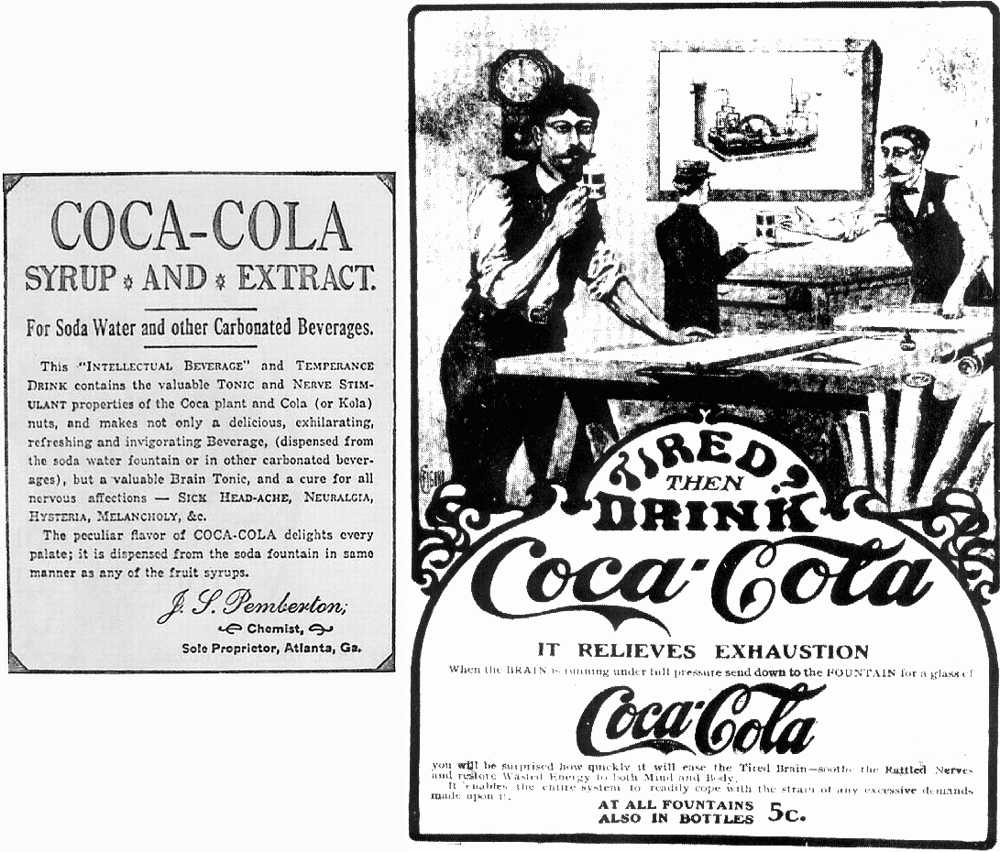 COCA-COLA
SYRUP AND EXTRACT.
For Soda Water and other Carbonated Beverages.
This "INTELLECTUAL BEVERAGE" and TEMPERANCE
DRINK contains the valuable TONIC and NERVE STIM-
ULANT properties of the Coca plant and Cola (or Kola)
nuts, and makes not only a delicious, exhilarating,
refreshing and invigorating Beverage, (dispensed from
the soda water fountain or in other carbonated bever-
ages), but a valuable Brain Tonic, and a cure for all
nervous affections — SICK HEAD-ACHE, NEURALGIA,
HYSTERIA, MELANCHOLY, &c.
The peculiar flavor of COCA-COLA delights every
palate; it is dispensed from the soda fountain in same
manner as any of the fruit syrups.
J. S. Pemberton,
Chemist,
Sole Proprietor, Atlanta, Ga.
TIRED?
THEN
DRINK
Coca-Cola
IT RELIEVES EXHAUSTION
When the BRAIN is running under full pressure send down to the FOUNTAIN for a glass of
Coca-Cola
you will be surprised how quickly it will ease the Tired Brain—soothe the Rattled Nerves
and restore Wasted Energy to both Mind and Body.
It enables the entire system to readily cope with the strain of any excessive demands
made upon it.
AT ALL FOUNTAINS
ALSO IN BOTTLES 5c.